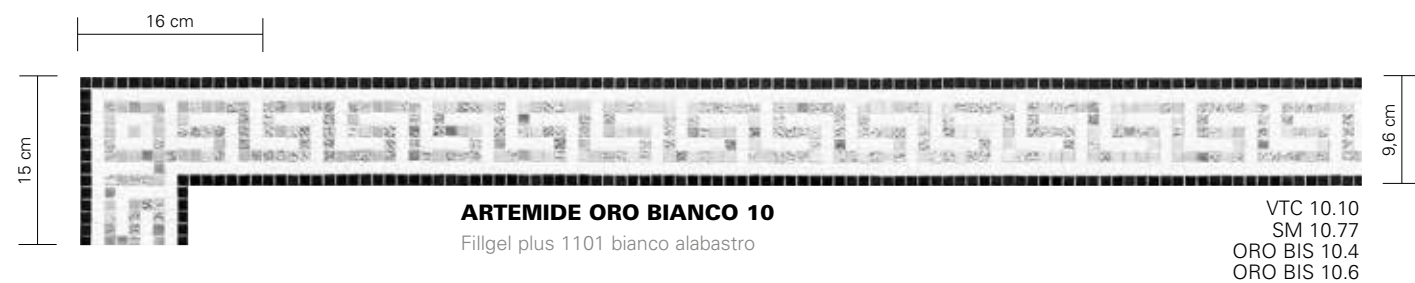 16 cm
15 cm
9,6 cm
ARTEMIDE ORO BIANCO 10
Fillgel plus 1101 bianco alabastro
VTC 10.10
SM 10.77
ORO BIS 10.4
ORO BIS 10.6